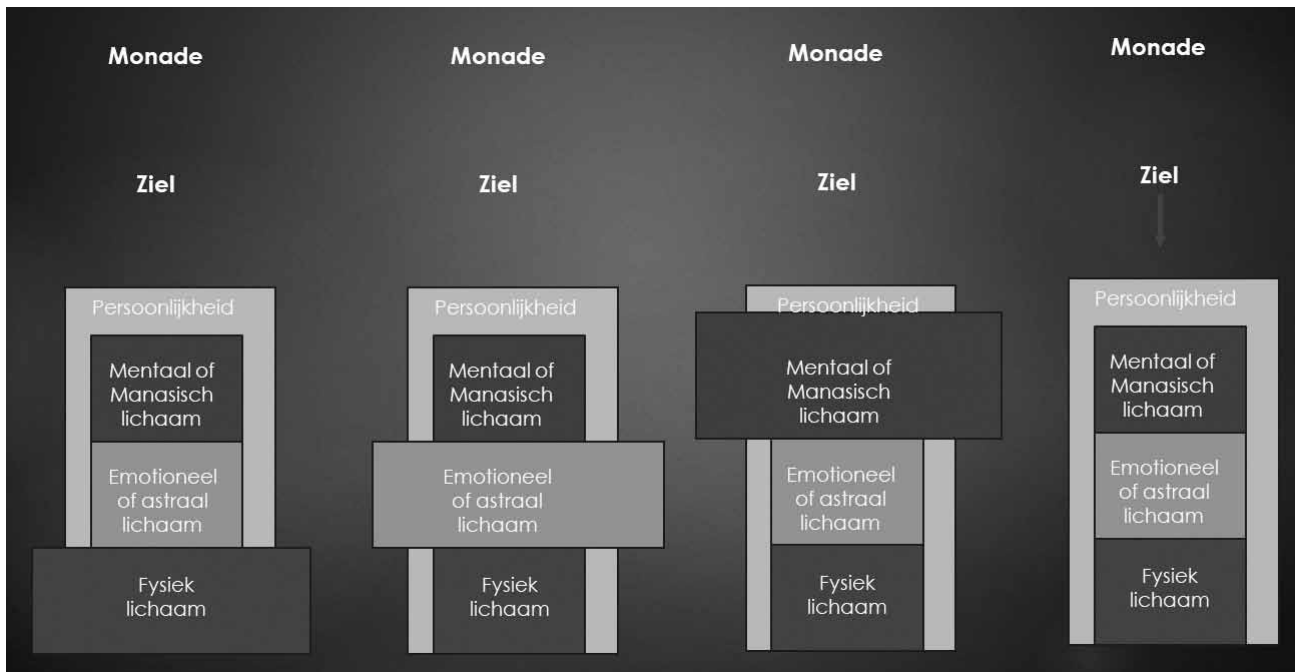 Monade
Ziel
Persoonlijkheid
Mentaal of
Manasisch
lichaam
Emotioneel
of astraal
lichaam
Fysiek
lichaam
Monade
Ziel
Persoonlijkheid
Mentaal of
Manasisch
lichaam
Emotioneel
of astraal
lichaam
Fysiek
lichaam
Monade
Ziel
Persoonlijkheid
Mentaal of
Manasisch
lichaam
Emotioneel
of astraal
lichaam
Fysiek
lichaam
Monade
Ziel
Persoonlijkheid
Mentaal of
Manasisch
lichaam
Emotioneel
of astraal
lichaam
Fysiek
lichaam